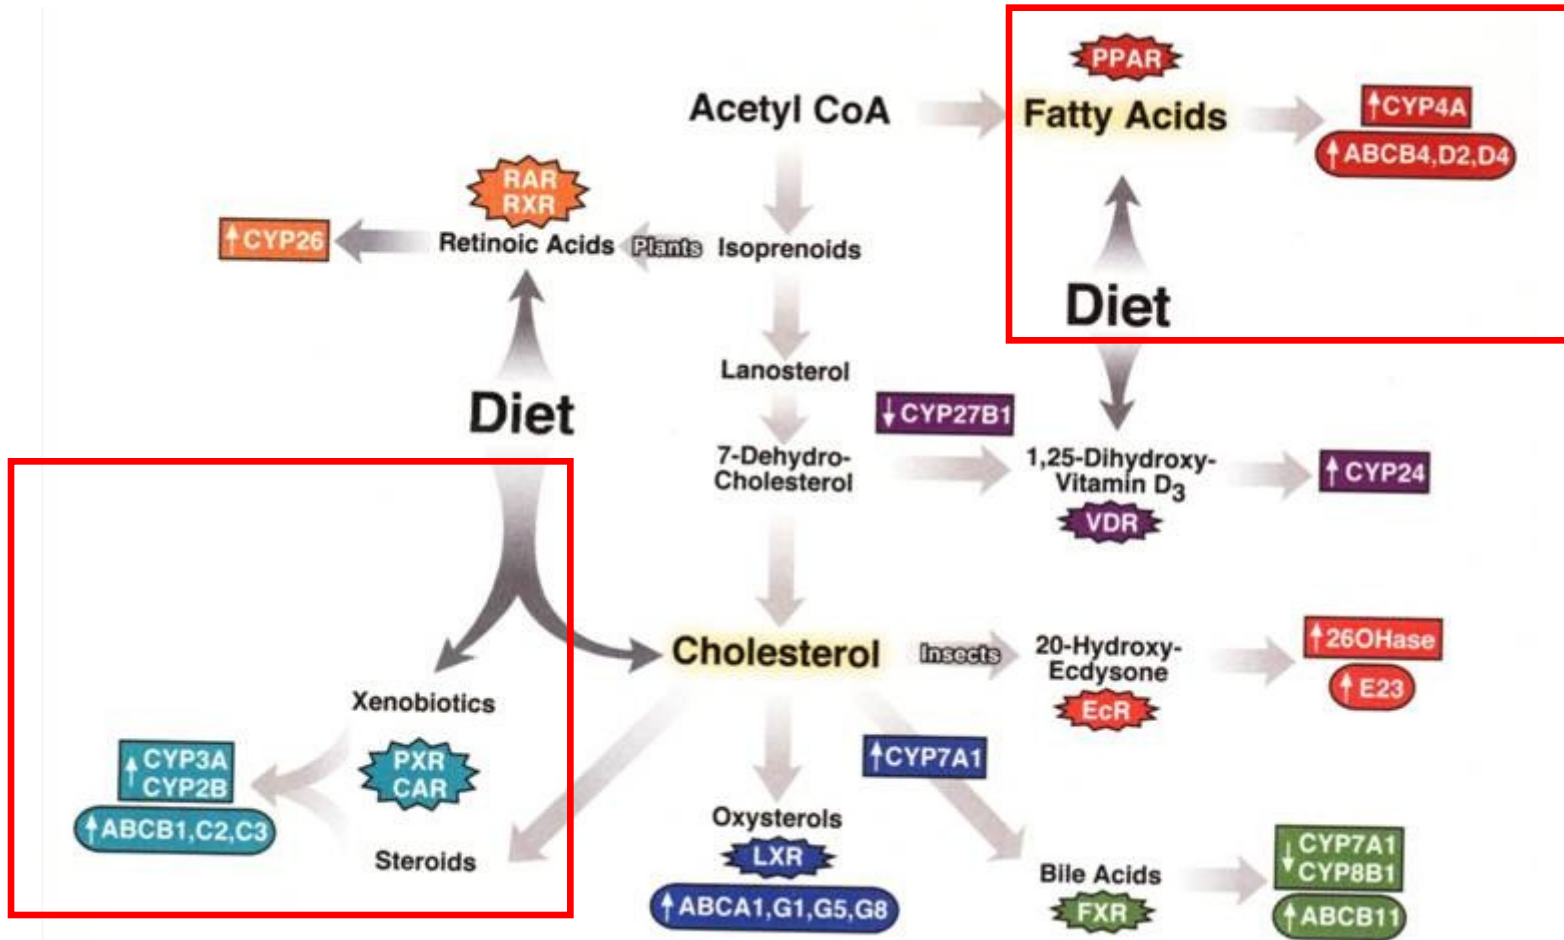 PPAR
Acetyl CoA
Fatty Acids
↑CYP4A
↑ABCB4,D2,D4
RAR
RXR
↑CYP26
Retinoic Acids
Plants
Isoprenoids
Diet
Lanosterol
Diet
↓CYP27B1
7-Dehydro-
Cholesterol
1,25-Dihydroxy-
Vitamin D3
VDR
↑CYP24
Cholesterol
Insects
20-Hydroxy-
Ecdysone
EcR
↑26OHase
↑E23
Xenobiotics
↑CYP3A
CYP2B
PXR
CAR
↑ABCB1,C2,C3
Steroids
↑CYP7A1
Oxysterols
LXR
↑ABCA1,G1,G5,G8
Bile Acids
FXR
↓CYP7A1
CYP8B1
↑ABCB11